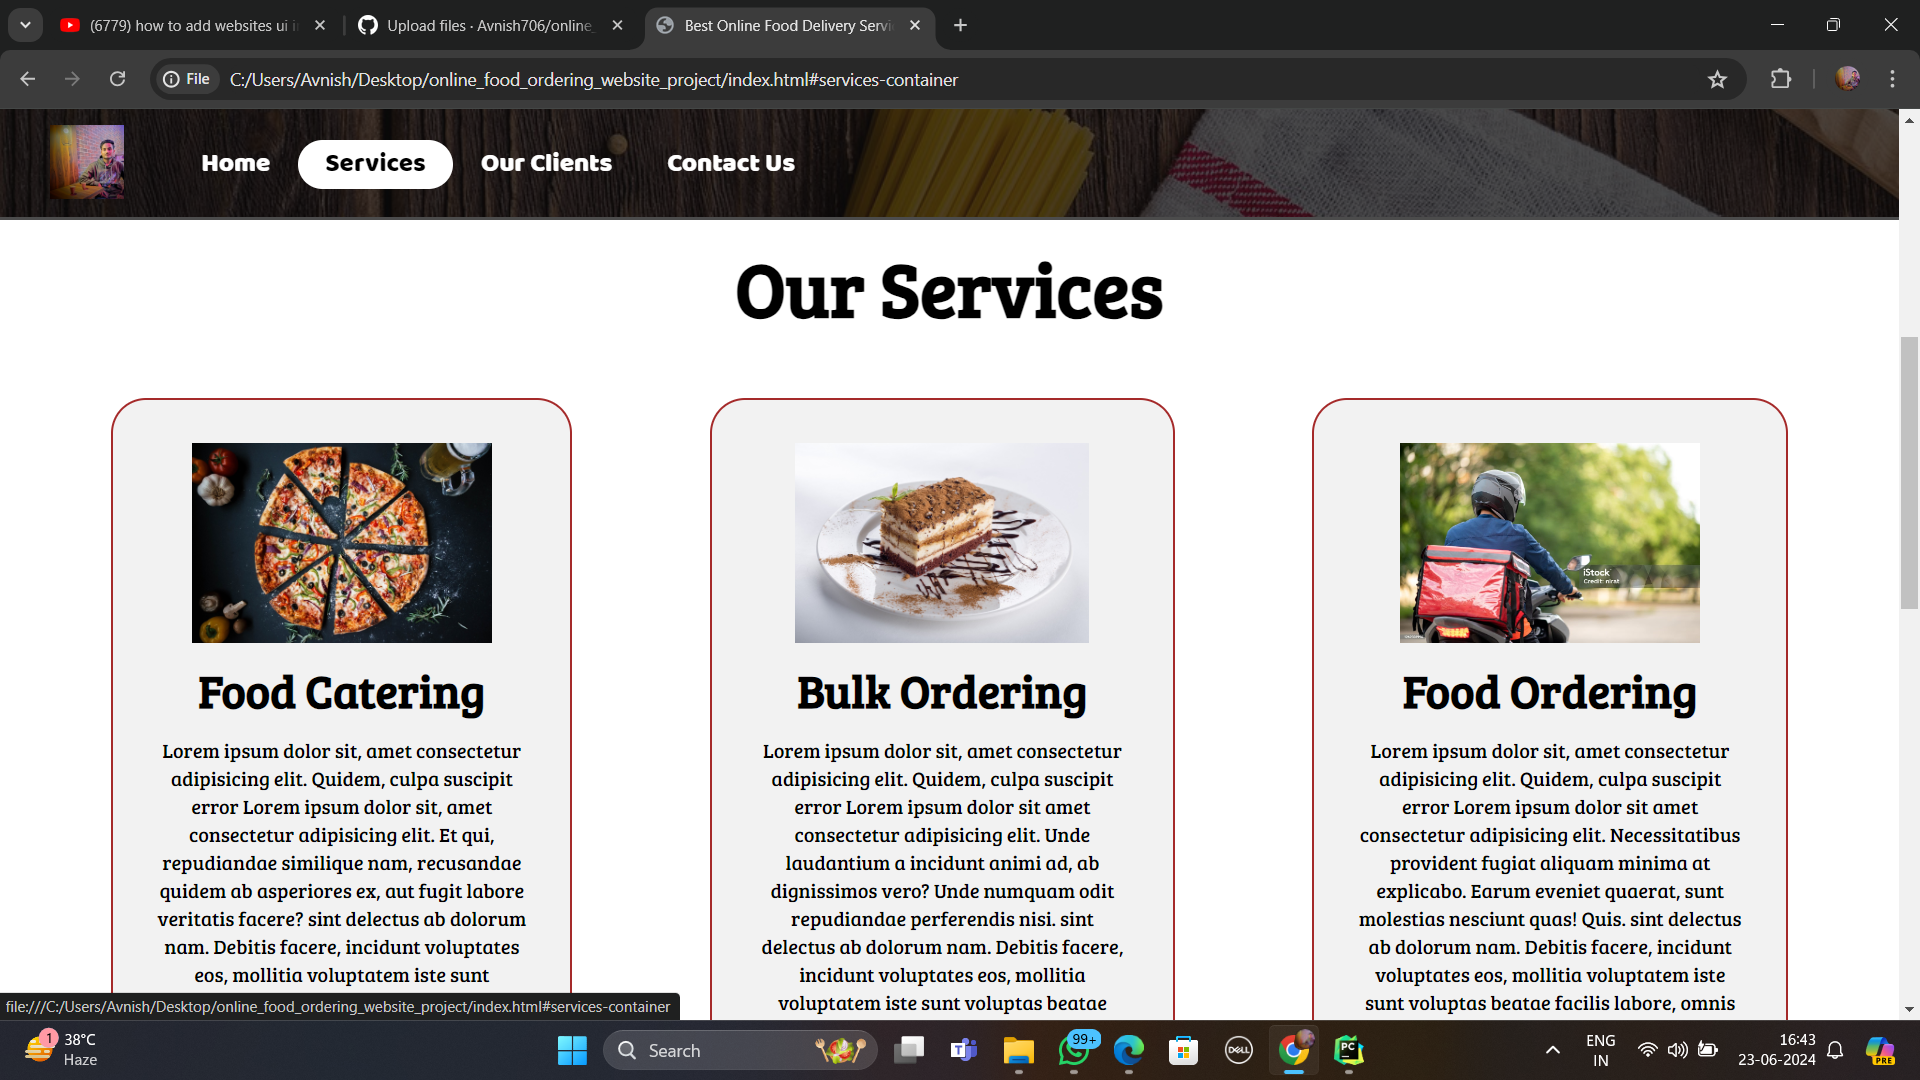 (6779) how to add websites ui i
Upload files · Avnish706/online_
Best Online Food Delivery Servi
File
C:/Users/Avnish/Desktop/online_food_ordering_website_project/index.html#services-container
Home
Services
Our Clients
Contact Us
Our Services
iStock
Credit: nirat
Food Catering
Lorem ipsum dolor sit, amet consectetur
adipisicing elit. Quidem, culpa suscipit
error Lorem ipsum dolor sit, amet
consectetur adipisicing elit. Et qui,
repudiandae similique nam, recusandae
quidem ab asperiores ex, aut fugit labore
veritatis facere? sint delectus ab dolorum
nam. Debitis facere, incidunt voluptates
eos, mollitia voluptatem iste sunt
Bulk Ordering
Lorem ipsum dolor sit, amet consectetur
adipisicing elit. Quidem, culpa suscipit
error Lorem ipsum dolor sit amet
consectetur adipisicing elit. Unde
laudantium a incidunt animi ad, ab
dignissimos vero? Unde numquam odit
repudiandae perferendis nisi. sint
delectus ab dolorum nam. Debitis facere,
incidunt voluptates eos, mollitia
voluptatem iste sunt voluptas beatae
Food Ordering
Lorem ipsum dolor sit, amet consectetur
adipisicing elit. Quidem, culpa suscipit
error Lorem ipsum dolor sit amet
consectetur adipisicing elit. Necessitatibus
provident fugiat aliquam minima at
explicabo. Earum eveniet quaerat, sunt
molestias nesciunt quas! Quis. sint delectus
ab dolorum nam. Debitis facere, incidunt
voluptates eos, mollitia voluptatem iste
sunt voluptas beatae facilis labore, omnis
file:///C:/Users/Avnish/Desktop/online_food_ordering_website_project/index.html#services-container
1
38°C
Haze
Search
99+
DELL
PC
ENG
IN
16:43
23-06-2024
PRE